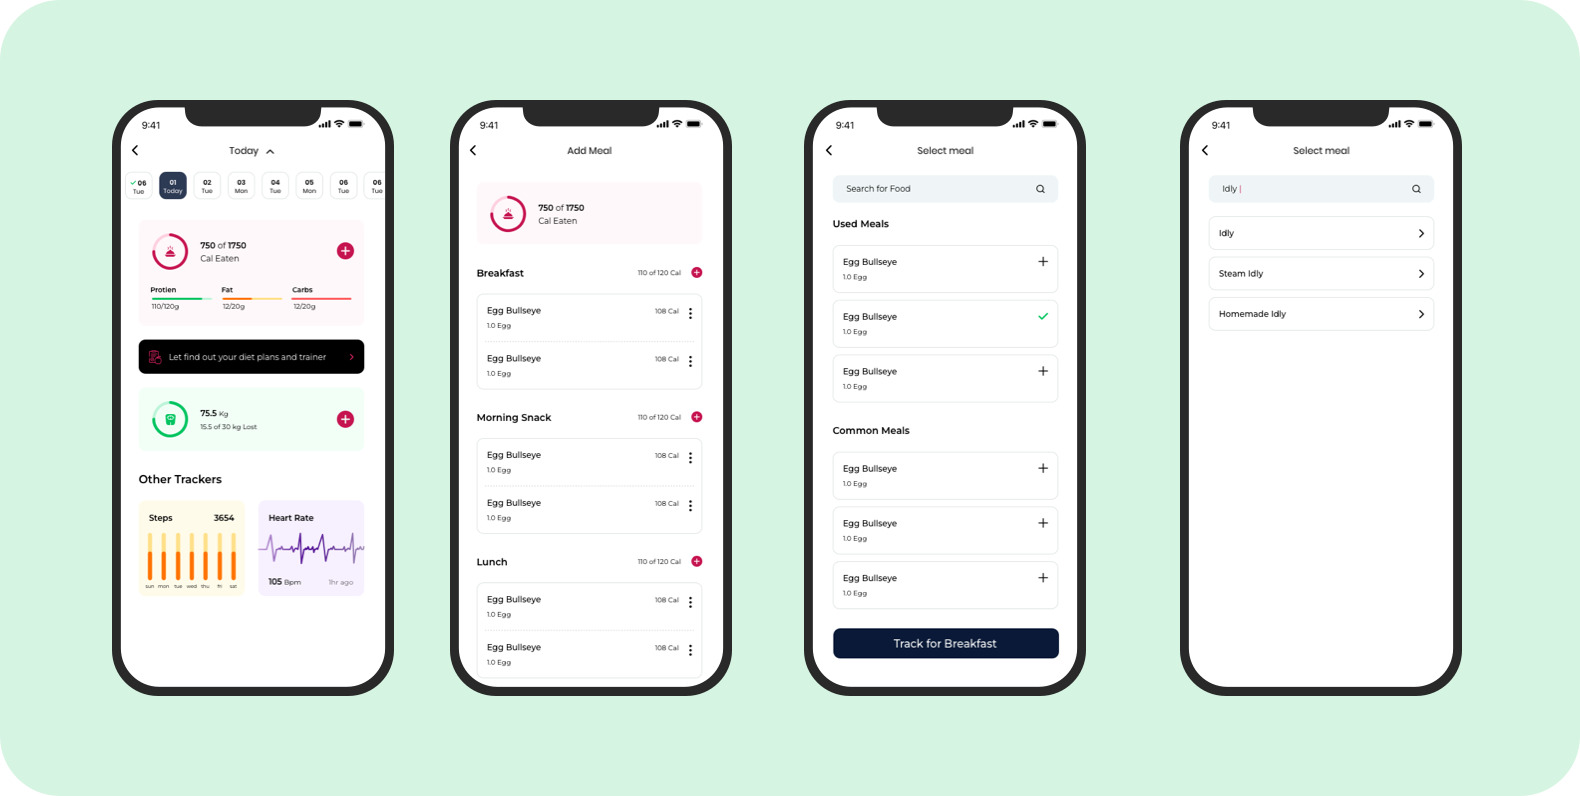 9:41
Today
06
Tue
01
Today
02
Tue
03
Mon
04
Tue
05
Mon
06
Tue
06
Tue
750 of 1750
Cal Eaten
Protien
Fat
Carbs
110/120g
12/20g
12/20g
Let find out your diet plans and trainer
75.5 Kg
15.5 of 30 kg Lost
Other Trackers
Steps
3654
sun mon tue wed thu fri sat
Heart Rate
105 Bpm
1hr ago
9:41
Add Meal
750 of 1750
Cal Eaten
Breakfast
110 of 120 Cal
Egg Bullseye
108 Cal
1.0 Egg
Egg Bullseye
108 Cal
1.0 Egg
Morning Snack
110 of 120 Cal
Egg Bullseye
108 Cal
1.0 Egg
Egg Bullseye
108 Cal
1.0 Egg
Lunch
110 of 120 Cal
Egg Bullseye
108 Cal
1.0 Egg
Egg Bullseye
108 Cal
1.0 Egg
9:41
Select meal
Search for Food
Used Meals
Egg Bullseye
1.0 Egg
Egg Bullseye
1.0 Egg
Egg Bullseye
1.0 Egg
Common Meals
Egg Bullseye
1.0 Egg
Egg Bullseye
1.0 Egg
Egg Bullseye
1.0 Egg
Track for Breakfast
9:41
Select meal
Idly
Idly
Steam Idly
Homemade Idly